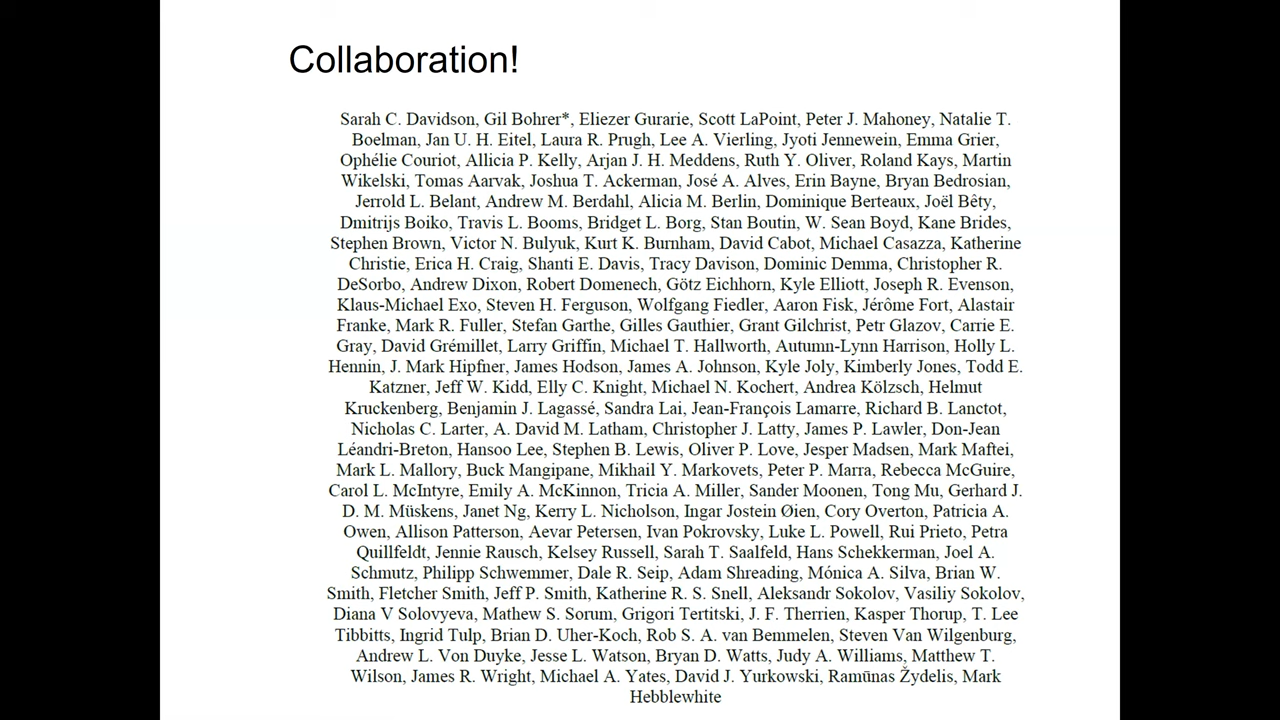 Collaboration!
Sarah C. Davidson, Gil Bohrer*, Eliezer Gurarie, Scott LaPoint, Peter J. Mahoney, Natalie T.
Boelman, Jan U. H. Eitel, Laura R. Prugh, Lee A. Vierling, Jyoti Jennewein, Emma Grier,
Ophélie Couriot, Allicia P. Kelly, Arjan J. H. Meddens, Ruth Y. Oliver, Roland Kays, Martin
Wikelski, Tomas Aarvak, Joshua T. Ackerman, José A. Alves, Erin Bayne, Bryan Bedrosian,
Jerrold L. Belant, Andrew M. Berdahl, Alicia M. Berlin, Dominique Berteaux, Joël Bêty,
Dmitrijs Boiko, Travis L. Booms, Bridget L. Borg, Stan Boutin, W. Sean Boyd, Kane Brides,
Stephen Brown, Victor N. Bulyuk, Kurt K. Burnham, David Cabot, Michael Casazza, Katherine
Christie, Erica H. Craig, Shanti E. Davis, Tracy Davison, Dominic Demma, Christopher R.
DeSorbo, Andrew Dixon, Robert Domenech, Götz Eichhorn, Kyle Elliott, Joseph R. Evenson,
Klaus-Michael Exo, Steven H. Ferguson, Wolfgang Fiedler, Aaron Fisk, Jérôme Fort, Alastair
Franke, Mark R. Fuller, Stefan Garthe, Gilles Gauthier, Grant Gilchrist, Petr Glazov, Carrie E.
Gray, David Grémillet, Larry Griffin, Michael T. Hallworth, Autumn-Lynn Harrison, Holly L.
Hennin, J. Mark Hipfner, James Hodson, James A. Johnson, Kyle Joly, Kimberly Jones, Todd E.
Katzner, Jeff W. Kidd, Elly C. Knight, Michael N. Kochert, Andrea Kölzsch, Helmut
Kruckenberg, Benjamin J. Lagassé, Sandra Lai, Jean-François Lamarre, Richard B. Lanctot,
Nicholas C. Larter, A. David M. Latham, Christopher J. Latty, James P. Lawler, Don-Jean
Léandri-Breton, Hansoo Lee, Stephen B. Lewis, Oliver P. Love, Jesper Madsen, Mark Maftei,
Mark L. Mallory, Buck Mangipane, Mikhail Y. Markovets, Peter P. Marra, Rebecca McGuire,
Carol L. McIntyre, Emily A. McKinnon, Tricia A. Miller, Sander Moonen, Tong Mu, Gerhard J.
D. M. Müskens, Janet Ng, Kerry L. Nicholson, Ingar Jostein Øien, Cory Overton, Patricia A.
Owen, Allison Patterson, Aevar Petersen, Ivan Pokrovsky, Luke L. Powell, Rui Prieto, Petra
Quillfeldt, Jennie Rausch, Kelsey Russell, Sarah T. Saalfeld, Hans Schekkerman, Joel A.
Schmutz, Philipp Schwemmer, Dale R. Seip, Adam Shreading, Mónica A. Silva, Brian W.
Smith, Fletcher Smith, Jeff P. Smith, Katherine R. S. Snell, Aleksandr Sokolov, Vasiliy Sokolov,
Diana V Solovyeva, Mathew S. Sorum, Grigori Tertitski, J. F. Therrien, Kasper Thorup, T. Lee
Tibbitts, Ingrid Tulp, Brian D. Uher-Koch, Rob S. A. van Bemmelen, Steven Van Wilgenburg,
Andrew L. Von Duyke, Jesse L. Watson, Bryan D. Watts, Judy A. Williams, Matthew T.
Wilson, James R. Wright, Michael A. Yates, David J. Yurkowski, Ramūnas Žydelis, Mark
Hebblewhite